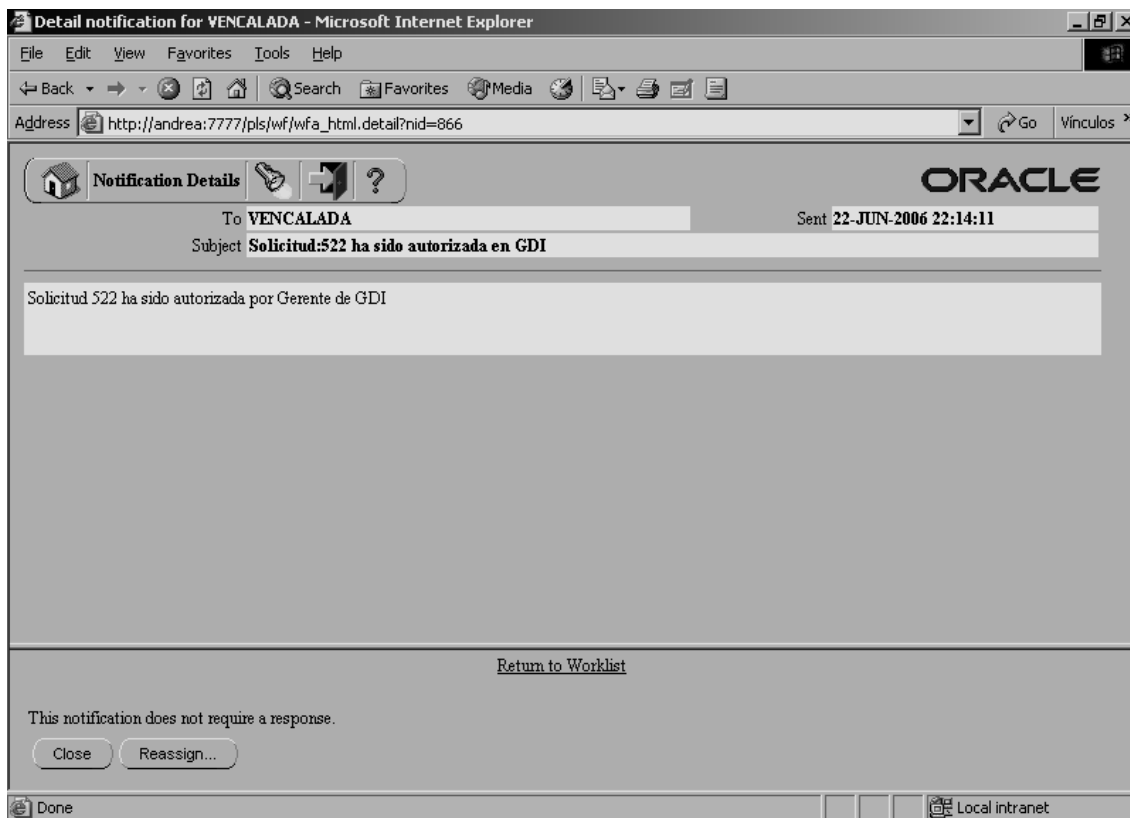 Detail notification for VENCALADA - Microsoft Internet Explorer
File Edit View Favorites Tools Help
Back Search Favorites Media
Address http://andrea:7777/pls/wf/wfa_html.detail?nid=866 Go Vínculos
Notification Details ? ORACLE
To VENCALADA Sent 22-JUN-2006 22:14:11
Subject Solicitud:522 ha sido autorizada en GDI
Solicitud 522 ha sido autorizada por Gerente de GDI
Return to Worklist
This notification does not require a response.
Close Reassign...
Done Local intranet